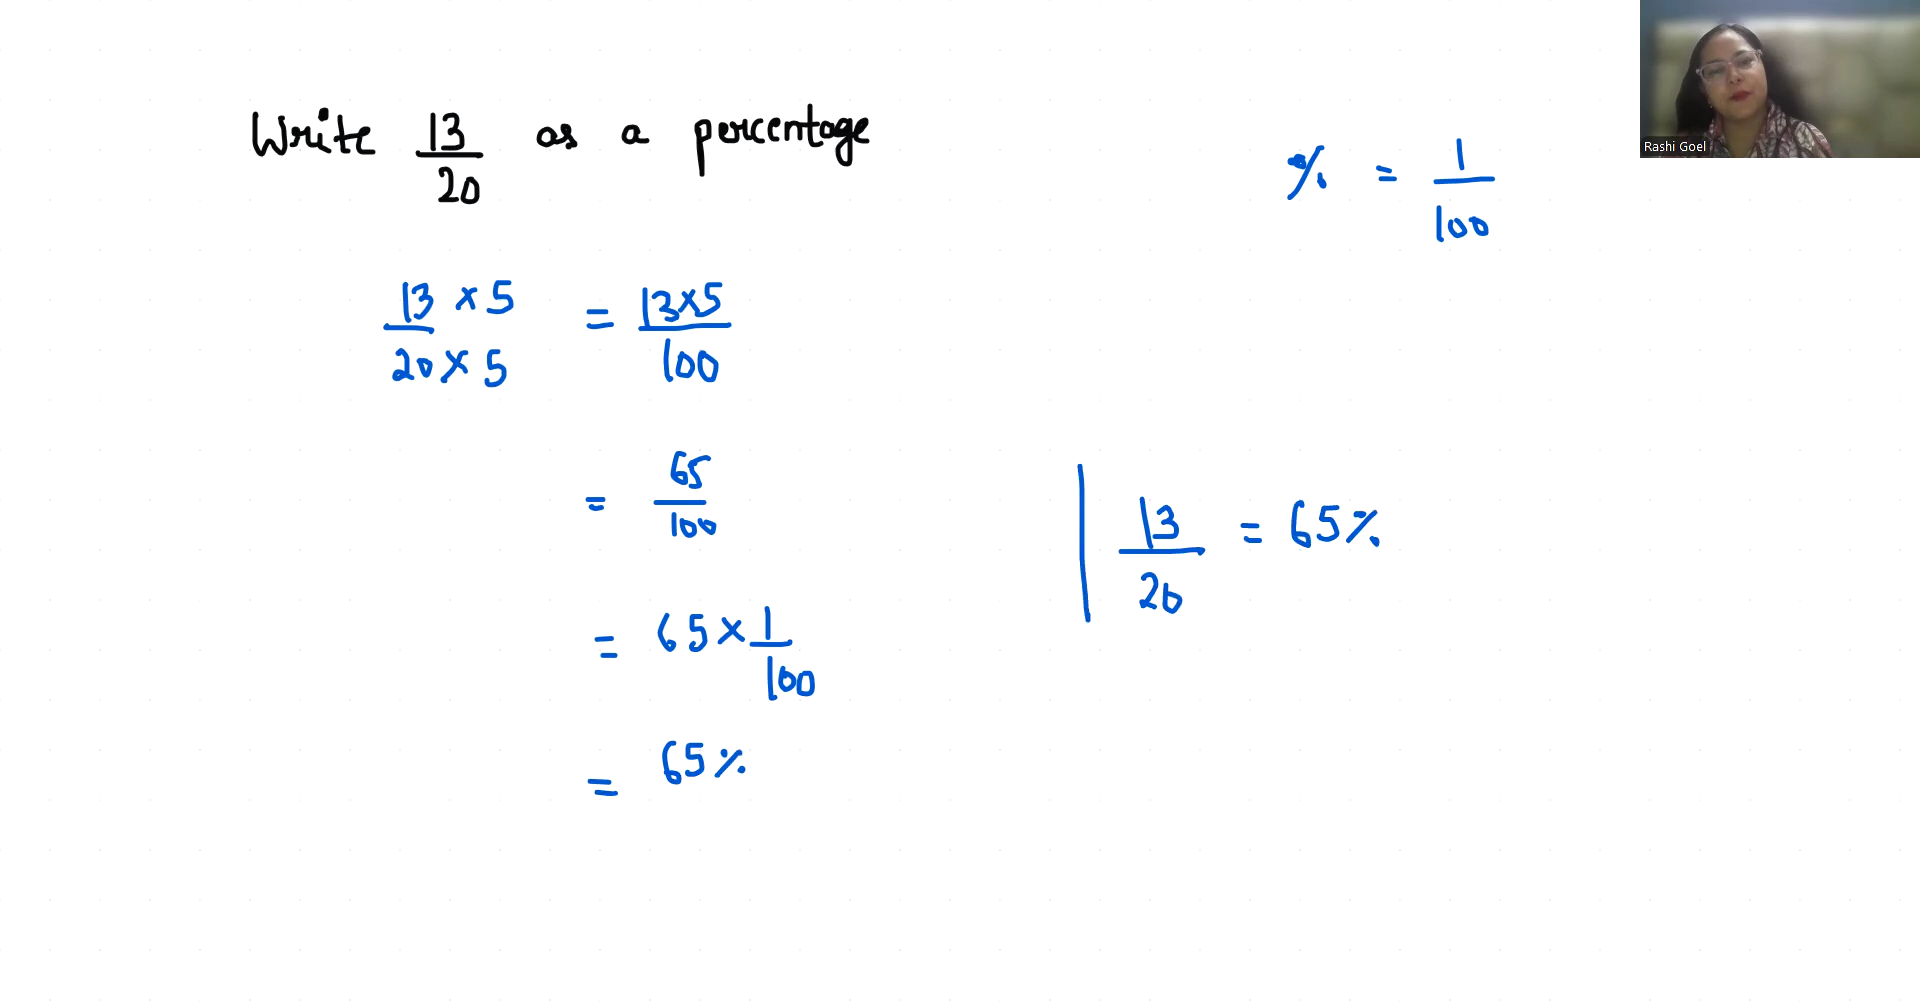 Write 13/20 as a percentage
% = 1/100
Rashi Goel
13 × 5 / 20 × 5 = 13×5/100
= 65/100
= 65 × 1/100
= 65%
13/20 = 65%